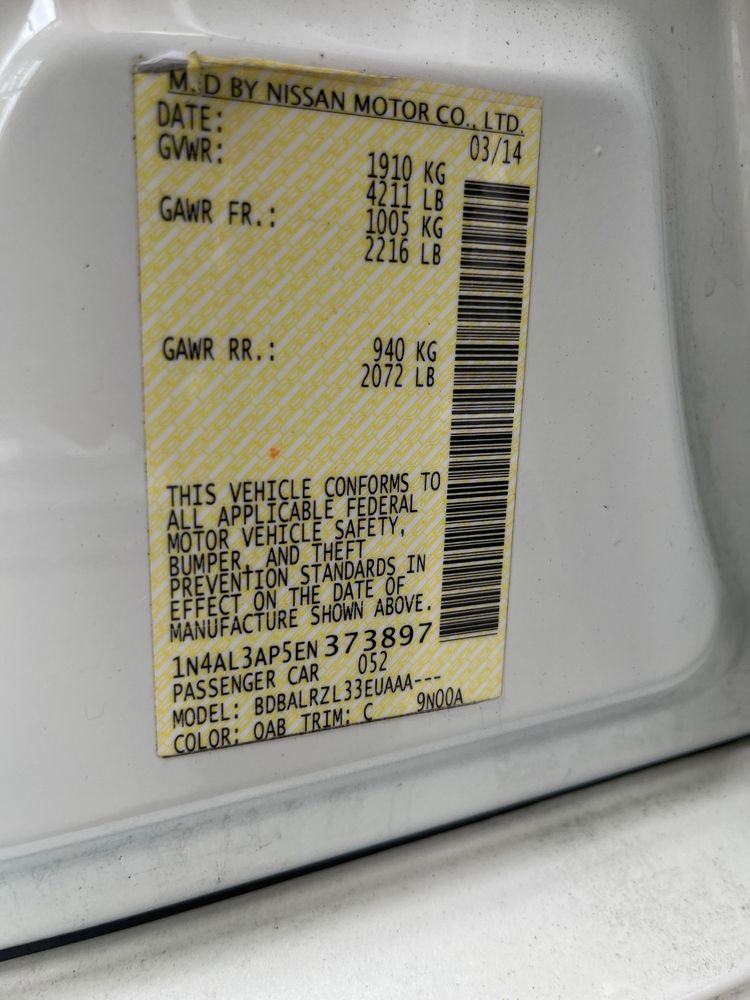 M.D BY NISSAN MOTOR CO., LTD.
DATE: 03/14
GVWR: 1910 KG
4211 LB
GAWR FR.: 1005 KG
2216 LB
GAWR RR.: 940 KG
2072 LB
THIS VEHICLE CONFORMS TO
ALL APPLICABLE FEDERAL
MOTOR VEHICLE SAFETY,
BUMPER, AND THEFT
PREVENTION STANDARDS IN
EFFECT ON THE DATE OF
MANUFACTURE SHOWN ABOVE.
1N4AL3AP5EN 373897
PASSENGER CAR 052
MODEL: BDBALRZL33EUAAA---
COLOR: QAB TRIM: C 9N00A